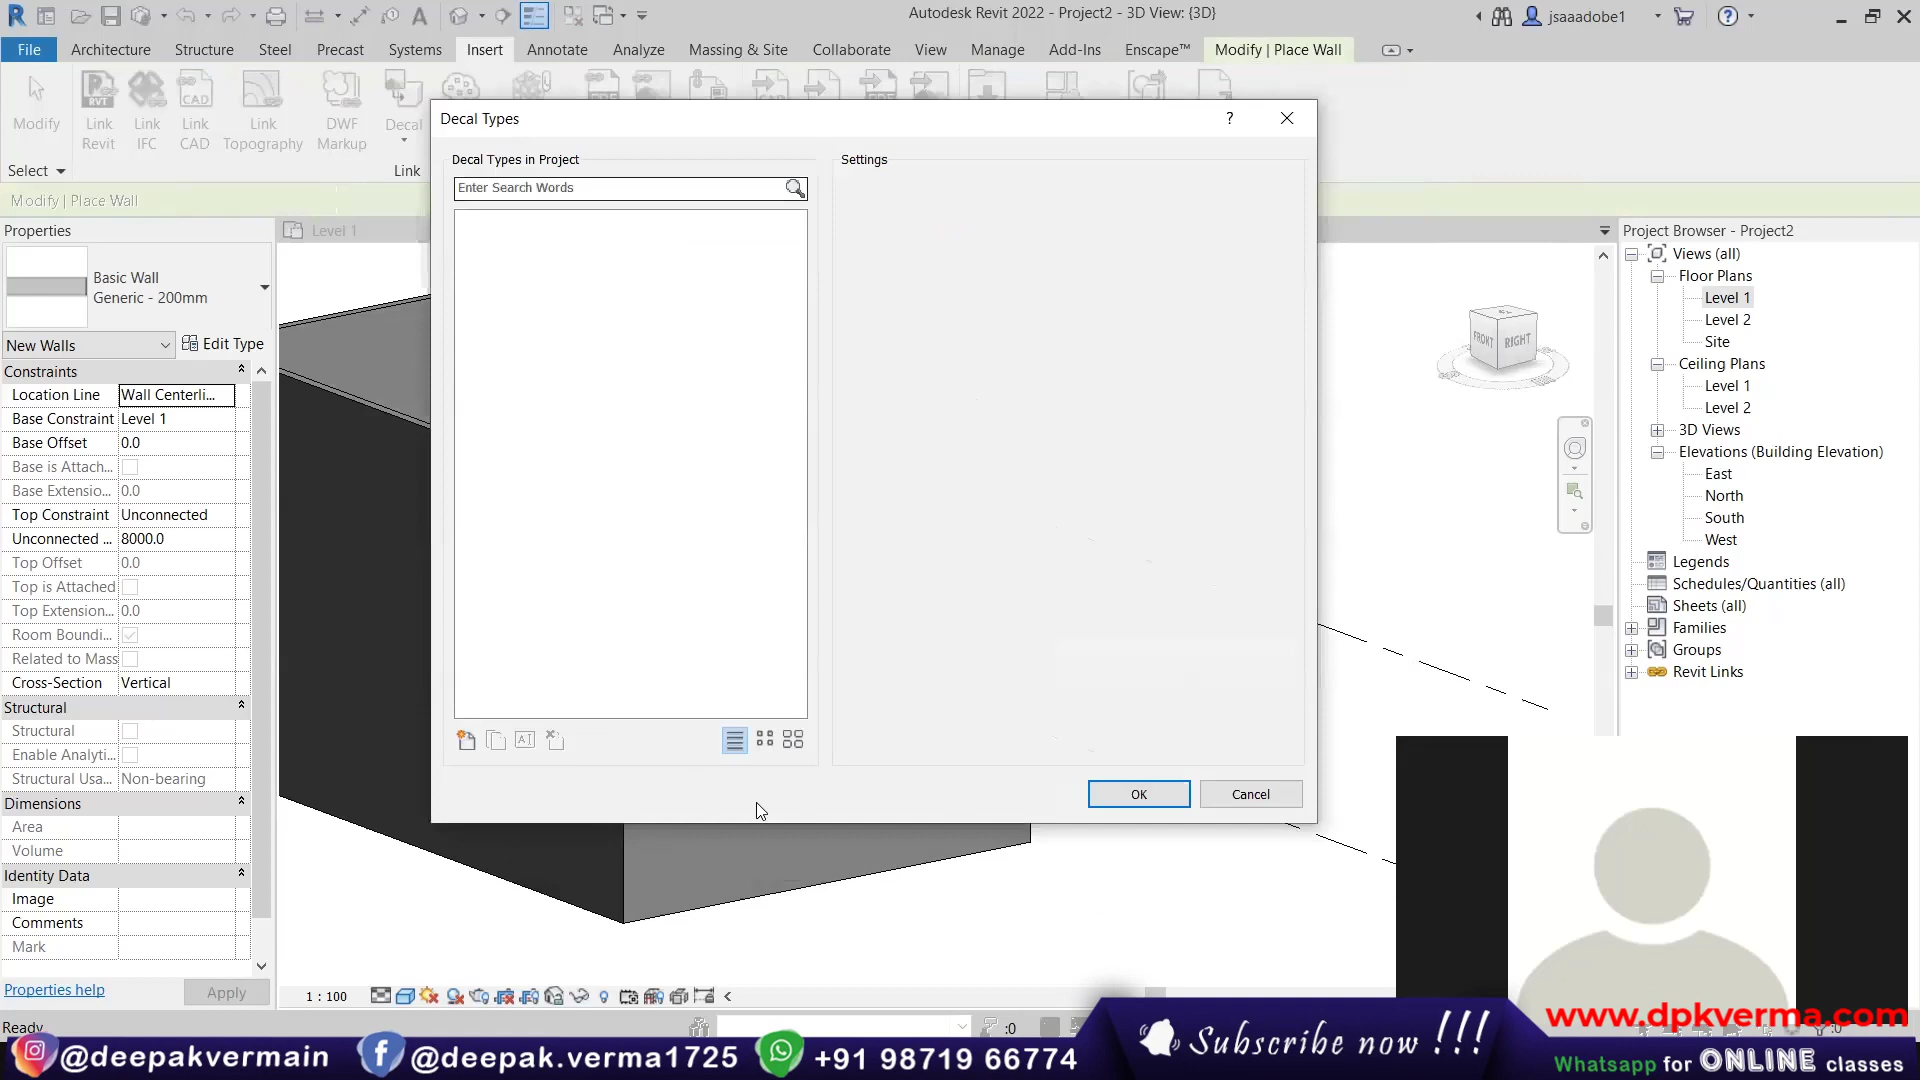 Autodesk Revit 2022 - Project2 - 3D View: {3D}
jsaaadobe1
File
Architecture
Structure
Steel
Precast
Systems
Insert
Annotate
Analyze
Massing & Site
Collaborate
View
Manage
Add-Ins
Enscape™
Modify | Place Wall
Modify
Link Revit
Link IFC
Link CAD
Link Topography
DWF Markup
Decal
Select
Link
Modify | Place Wall
Properties
Level 1
Basic Wall
Generic - 200mm
New Walls
Edit Type
Constraints
Location Line Wall Centerli...
Base Constraint Level 1
Base Offset 0.0
Base is Attach...
Base Extensio... 0.0
Top Constraint Unconnected
Unconnected ... 8000.0
Top Offset 0.0
Top is Attached
Top Extension... 0.0
Room Boundi...
Related to Mass
Cross-Section Vertical
Structural
Structural
Enable Analyti...
Structural Usa... Non-bearing
Dimensions
Area
Volume
Identity Data
Image
Comments
Mark
Properties help
Apply
Decal Types
?
Decal Types in Project
Enter Search Words
Settings
OK
Cancel
FRONT
RIGHT
Project Browser - Project2
Views (all)
Floor Plans
Level 1
Level 2
Site
Ceiling Plans
Level 1
Level 2
3D Views
Elevations (Building Elevation)
East
North
South
West
Legends
Schedules/Quantities (all)
Sheets (all)
Families
Groups
Revit Links
1 : 100
Ready
:0
:0
@deepakvermain
@deepak.verma1725
+91 98719 66774
Subscribe now !!!
www.dpkverma.com
Whatsapp for ONLINE classes